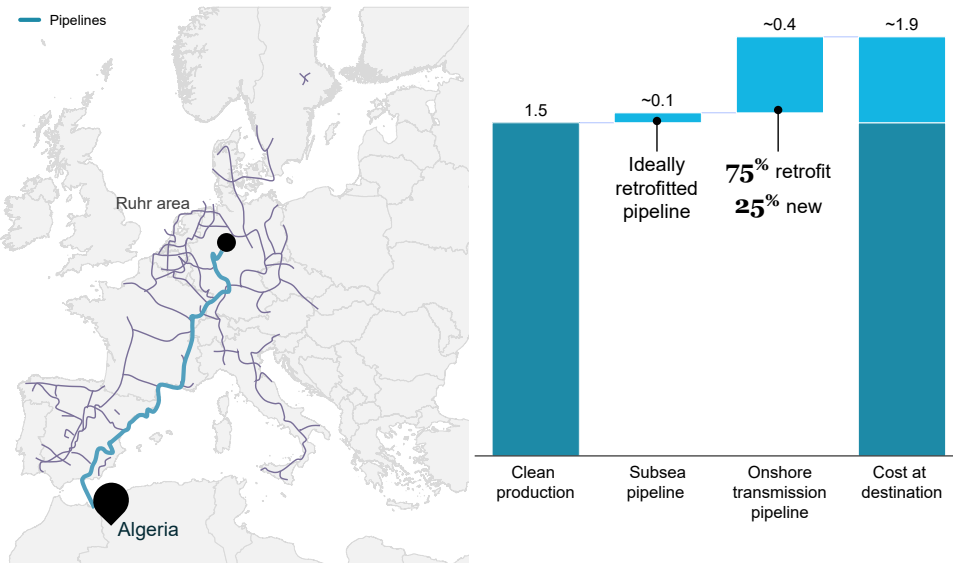 Pipelines
Ruhr area
Algeria
1.5
~0.1
~0.4
~1.9
Ideally
retrofitted
pipeline
75% retrofit
25% new
Clean
production
Subsea
pipeline
Onshore
transmission
pipeline
Cost at
destination